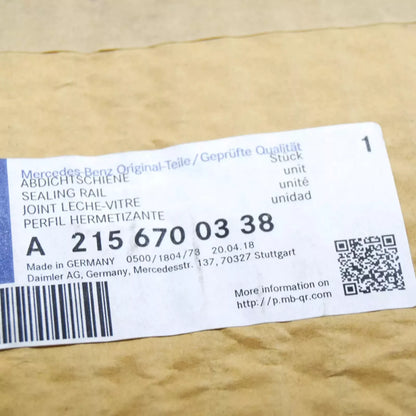 Mercedes-Benz Original-Teile/Geprüfte Qualität
ABDICHTSCHIENE Stück 1
SEALING RAIL unit
JOINT LECHE-VITRE unité
PERFIL HERMETIZANTE unidad
A 215 670 03 38
Made in GERMANY 0500/1804/73 20.04.18
Daimler AG, Germany, Mercedesstr. 137, 70327 Stuttgart
More information on
http://p.mb-qr.com